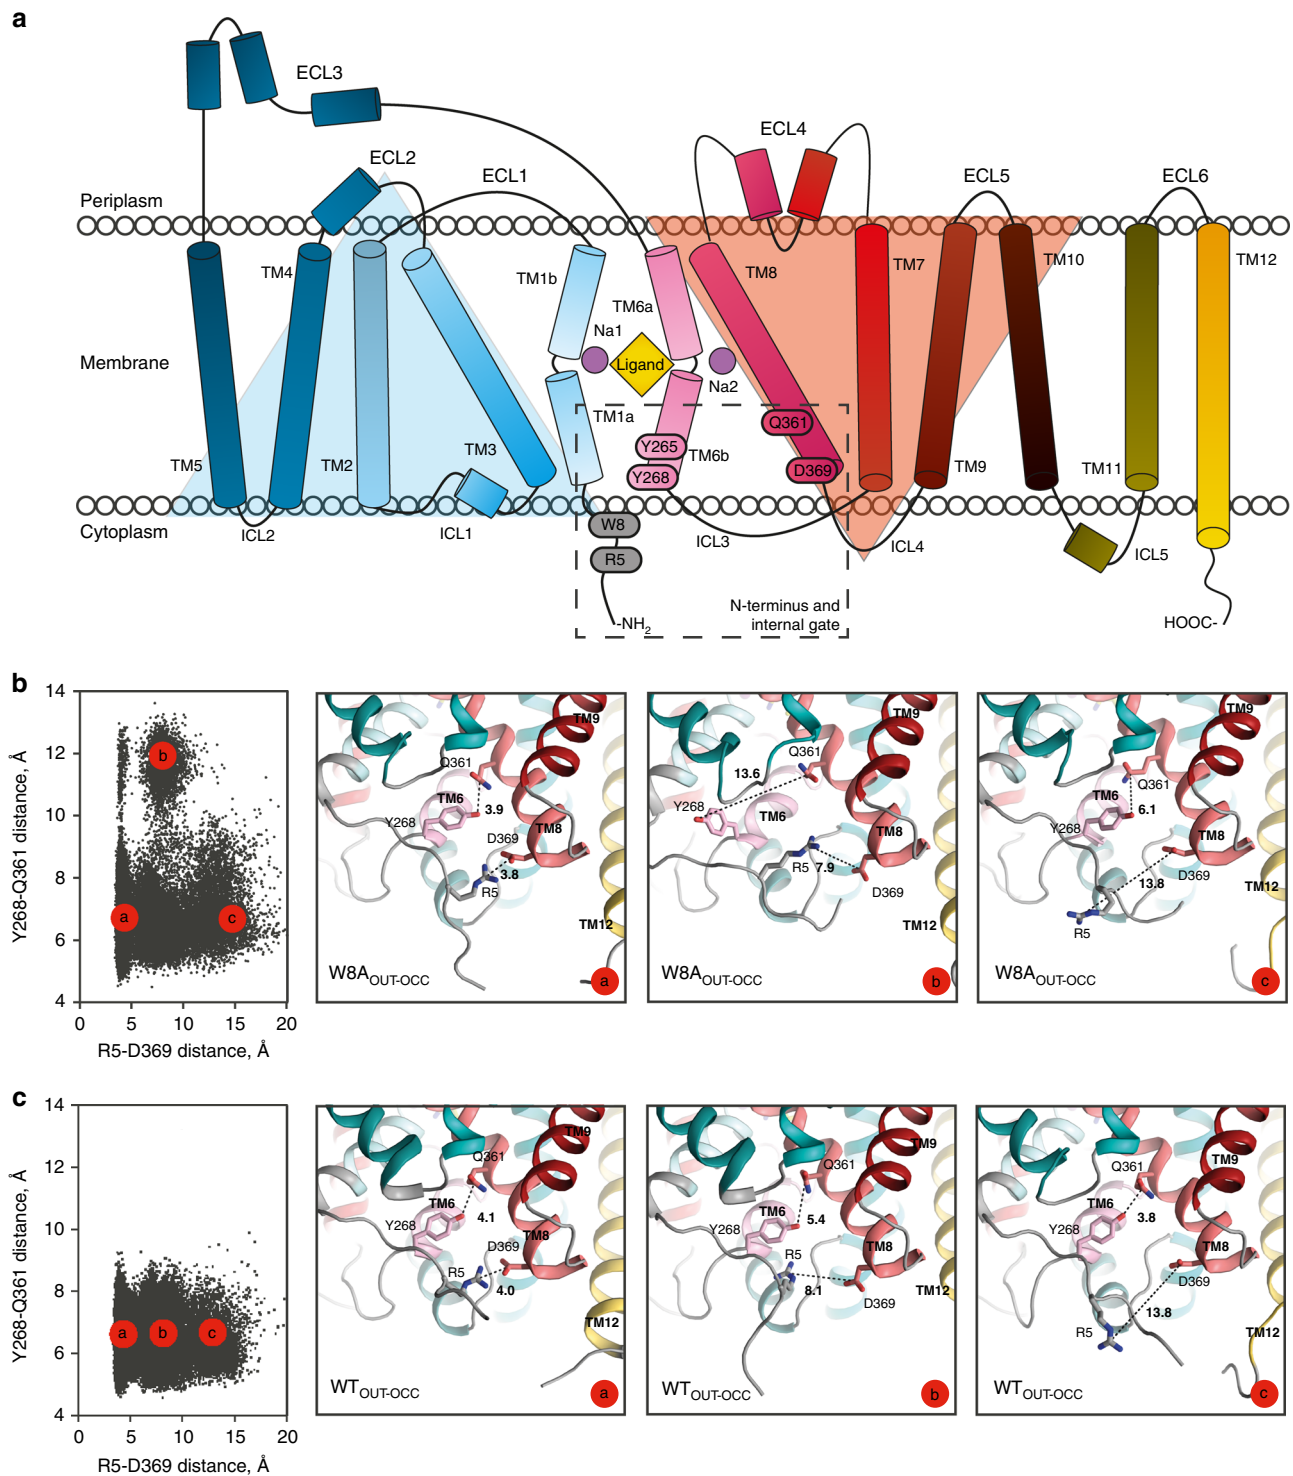 a
ECL3
ECL2
ECL1
ECL4
ECL5
ECL6
Periplasm
TM4
TM1b
TM6a
TM8
TM7
TM10
TM12
Na1
Membrane
Ligand
Na2
TM1a
Q361
Y265
TM5
TM2
TM3
TM6b
D369
TM9
TM11
Y268
Cytoplasm
ICL2
ICL1
W8
ICL3
ICL4
ICL5
R5
N-terminus and
internal gate
-NH2
HOOC-
b
14
12
10
8
6
4
0 5 10 15 20
Y268-Q361 distance, Å
R5-D369 distance, Å
a
b
c
TM9
Q361
TM6
3.9
Y268
D369
TM8
3.8
R5
TM12
W8AOUT-OCC
a
TM9
Q361
13.6
Y268
TM6
TM8
R5
7.9
D369
TM12
W8AOUT-OCC
b
TM9
Q361
TM6
6.1
Y268
TM8
D369
13.8
R5
TM12
W8AOUT-OCC
c
c
14
12
10
8
6
4
0 5 10 15 20
Y268-Q361 distance, Å
R5-D369 distance, Å
a
b
c
TM9
Q361
TM6
4.1
Y268
TM8
D369
R5
4.0
TM12
WTOUT-OCC
a
TM9
Q361
TM6
5.4
Y268
TM8
R5
8.1
D369
TM12
WTOUT-OCC
b
TM9
Q361
TM6
3.8
Y268
TM8
D369
13.8
R5
TM12
WTOUT-OCC
c